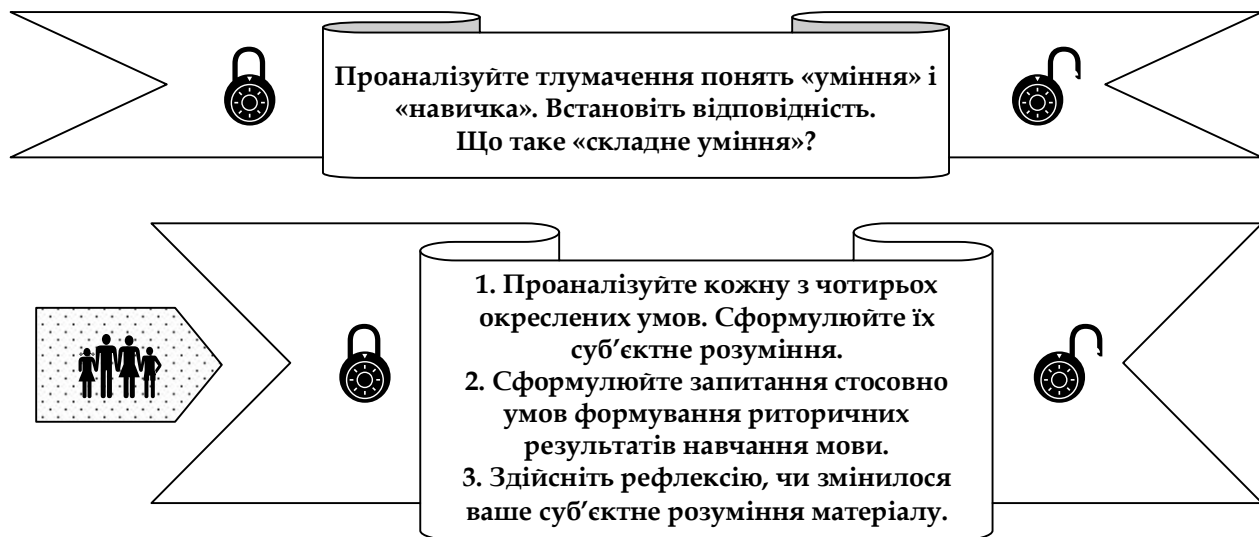 Проаналізуйте тлумачення понять «уміння» і
«навичка». Встановіть відповідність.
Що таке «складне уміння»?
1. Проаналізуйте кожну з чотирьох
окреслених умов. Сформулюйте їх
суб’єктне розуміння.
2. Сформулюйте запитання стосовно
умов формування риторичних
результатів навчання мови.
3. Здійсніть рефлексію, чи змінилося
ваше суб’єктне розуміння матеріалу.